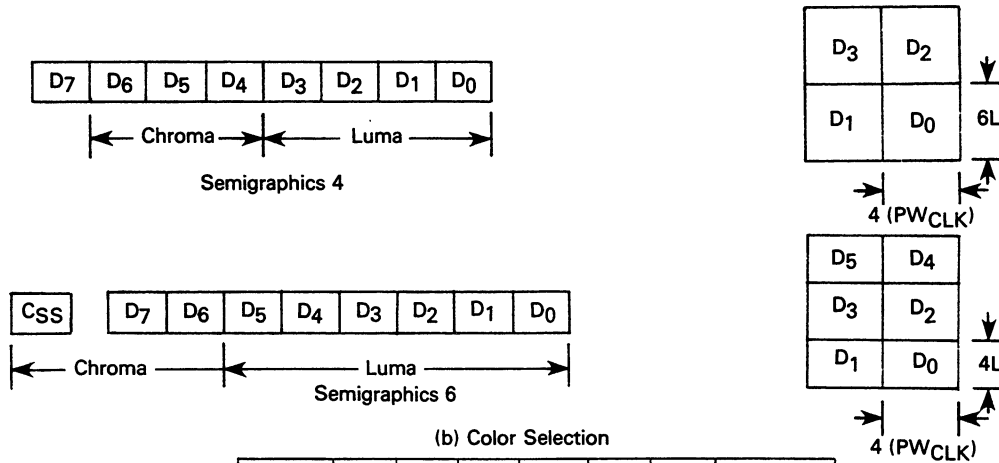 D7 D6 D5 D4 D3 D2 D1 D0
Chroma Luma
Semigraphics 4
D3 D2
D1 D0
6L
4 (PWCLK)
CSS D7 D6 D5 D4 D3 D2 D1 D0
Chroma Luma
Semigraphics 6
D5 D4
D3 D2
D1 D0
4L
4 (PWCLK)
(b) Color Selection